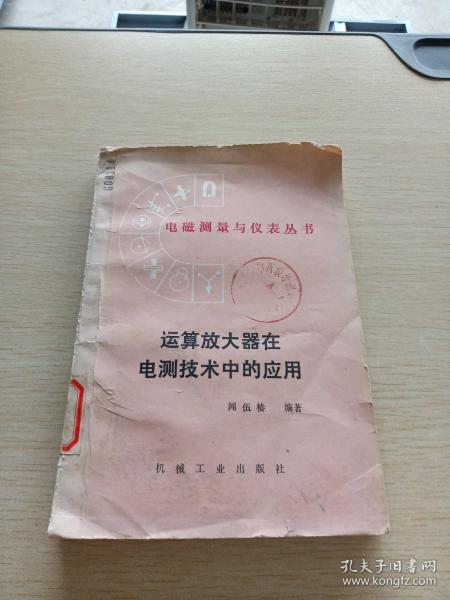 G08114
电磁测量与仪表丛书
运算放大器在
电测技术中的应用
闻伍椿 编著
机械工业出版社
孔夫子旧书网
www.kongfz.com